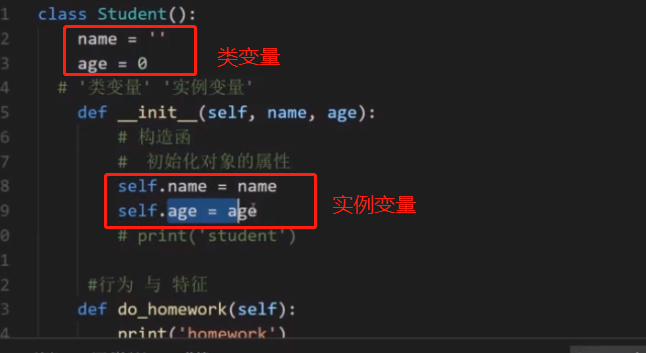 1 class Student():
2 name = ''
类变量
3 age = 0
4 # '类变量' '实例变量'
5 def __init__(self, name, age):
6 # 构造函
7 # 初始化对象的属性
8 self.name = name
实例变量
9 self.age = age
0 # print('student')
1
2 #行为 与 特征
3 def do_homework(self):
4 print('homework')